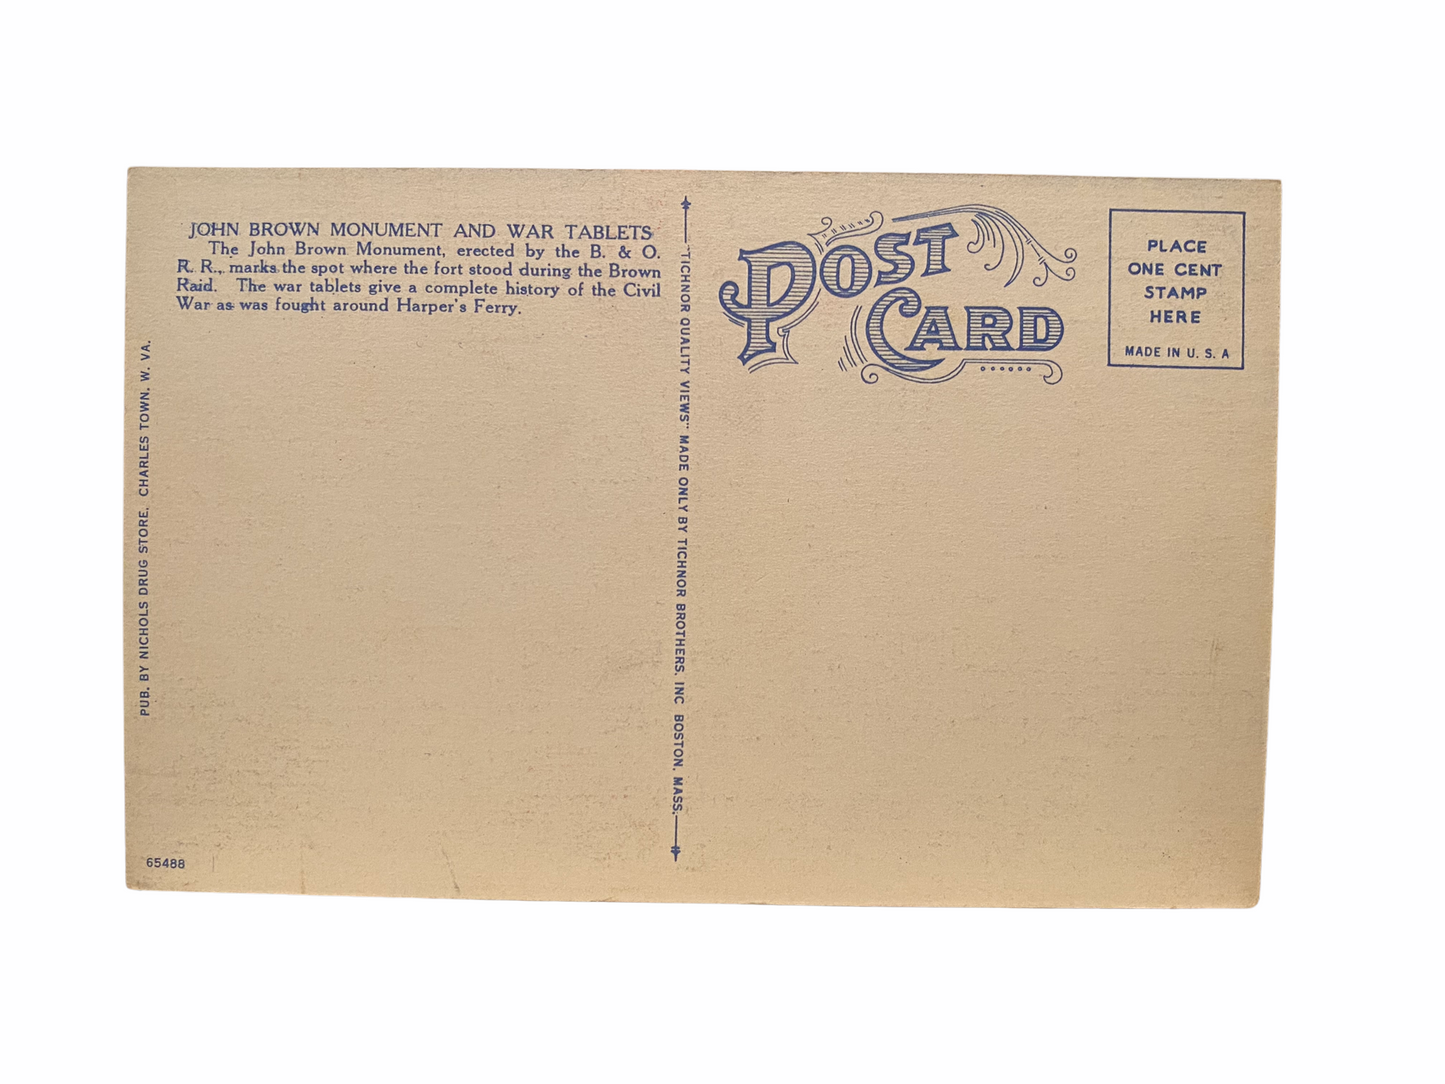 JOHN BROWN MONUMENT AND WAR TABLETS
The John Brown Monument, erected by the B. & O.
R. R., marks the spot where the fort stood during the Brown
Raid. The war tablets give a complete history of the Civil
War as was fought around Harper's Ferry.
PUB. BY NICHOLS DRUG STORE, CHARLES TOWN, W. VA.
65488
"TICHNOR QUALITY VIEWS" MADE ONLY BY TICHNOR BROTHERS, INC BOSTON, MASS.
POST
CARD
PLACE
ONE CENT
STAMP
HERE
MADE IN U. S. A